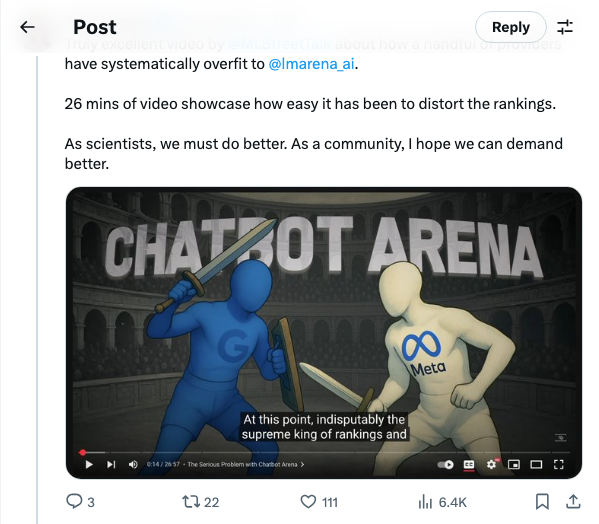 Post
Reply
Truly excellent video by @MLStreetTalk about how a handful of providers
have systematically overfit to @lmarena_ai.
26 mins of video showcase how easy it has been to distort the rankings.
As scientists, we must do better. As a community, I hope we can demand
better.
CHATBOT ARENA
G
Meta
At this point, indisputably the
supreme king of rankings and
0:14 / 26:57 • The Serious Problem with Chatbot Arena >
CC
3
22
111
6.4K